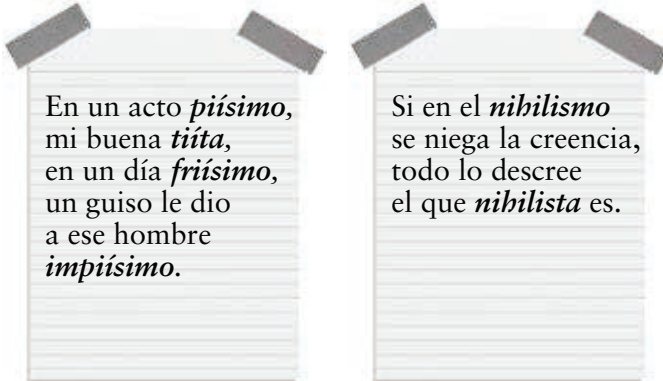 En un acto piísimo,
mi buena tiíta,
en un día friísimo,
un guiso le dio
a ese hombre
impiísimo.
Si en el nihilismo
se niega la creencia,
todo lo descree
el que nihilista es.